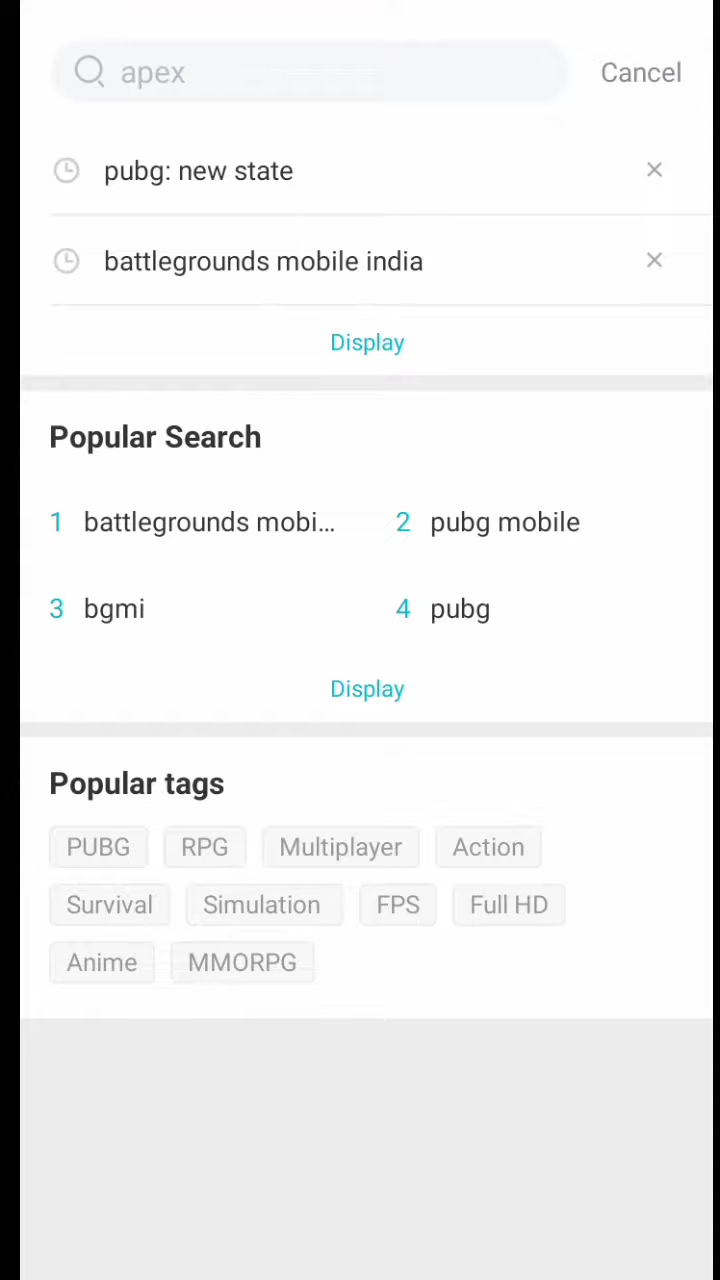 apex Cancel
pubg: new state
battlegrounds mobile india
Display
Popular Search
1 battlegrounds mobi... 2 pubg mobile
3 bgmi 4 pubg
Display
Popular tags
PUBG RPG Multiplayer Action
Survival Simulation FPS Full HD
Anime MMORPG